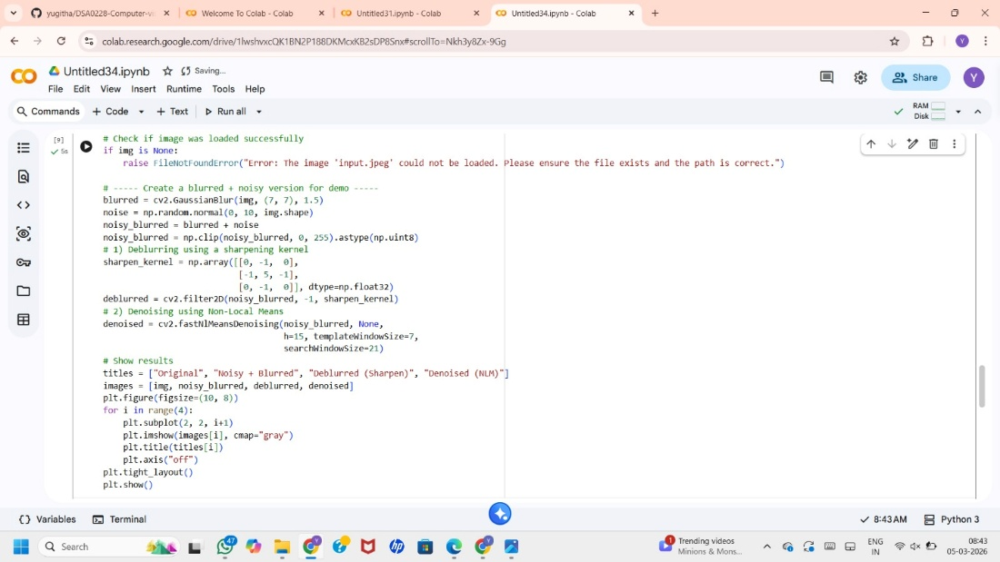 yugitha/DSA0228-Computer-vi
Welcome To Colab - Colab
Untitled31.ipynb - Colab
Untitled34.ipynb - Colab
colab.research.google.com/drive/1lwshvxcQK1BN2P188DKMcxKB2sDP8Snx#scrollTo=Nkh3y8Zx-9Gg
Y
Untitled34.ipynb
Saving...
File Edit View Insert Runtime Tools Help
Share
Y
Commands + Code + Text Run all
RAM
Disk
[9]
5s
# Check if image was loaded successfully
if img is None:
    raise FileNotFoundError("Error: The image 'input.jpeg' could not be loaded. Please ensure the file exists and the path is correct.")
# ----- Create a blurred + noisy version for demo -----
blurred = cv2.GaussianBlur(img, (7, 7), 1.5)
noise = np.random.normal(0, 10, img.shape)
noisy_blurred = blurred + noise
noisy_blurred = np.clip(noisy_blurred, 0, 255).astype(np.uint8)
# 1) Deblurring using a sharpening kernel
sharpen_kernel = np.array([[0, -1,  0],
                           [-1, 5, -1],
                           [0, -1,  0]], dtype=np.float32)
deblurred = cv2.filter2D(noisy_blurred, -1, sharpen_kernel)
# 2) Denoising using Non-Local Means
denoised = cv2.fastNlMeansDenoising(noisy_blurred, None,
                                    h=15, templateWindowSize=7,
                                    searchWindowSize=21)
# Show results
titles = ["Original", "Noisy + Blurred", "Deblurred (Sharpen)", "Denoised (NLM)"]
images = [img, noisy_blurred, deblurred, denoised]
plt.figure(figsize=(10, 8))
for i in range(4):
    plt.subplot(2, 2, i+1)
    plt.imshow(images[i], cmap="gray")
    plt.title(titles[i])
    plt.axis("off")
plt.tight_layout()
plt.show()
{} Variables Terminal
8:43 AM Python 3
Search
47
1
Trending videos
Minions & Mons...
ENG
IN
08:43
05-03-2026